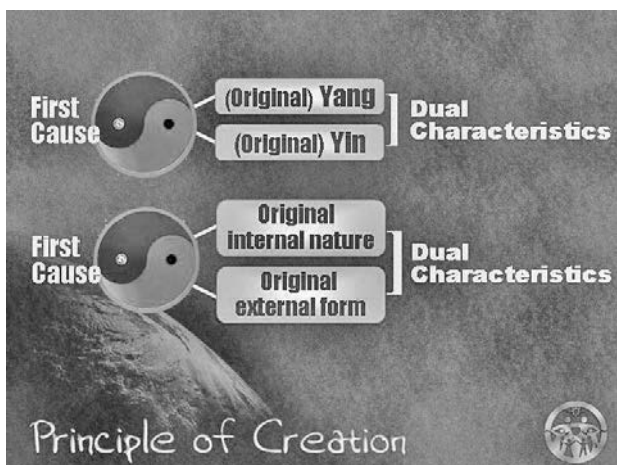 First
Cause
(Original) Yang
(Original) Yin
Dual
Characteristics
First
Cause
Original
internal nature
Original
external form
Dual
Characteristics
Principle of Creation